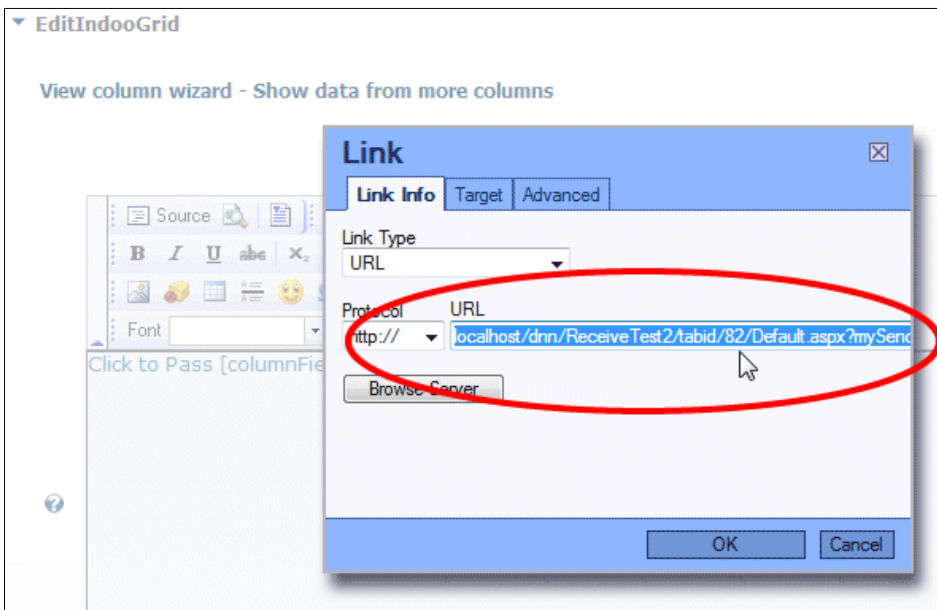 EditIndooGrid
View column wizard - Show data from more columns
Link
Link Info Target Advanced
Source
Link Type
B I U abc X₂
URL
Protocol URL
Font
http:// localhost/dnn/ReceiveTest2/tabid/82/Default.aspx?mySend
Click to Pass [columnFie
Browse Server
OK Cancel